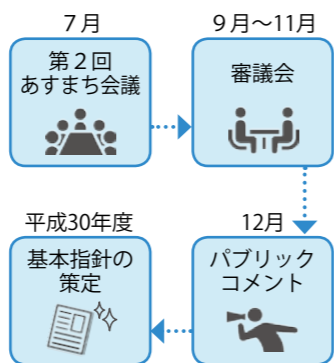 7月
第2回
あすまち会議
9月～11月
審議会
12月
パブリック
コメント
平成30年度
基本指針の
策定